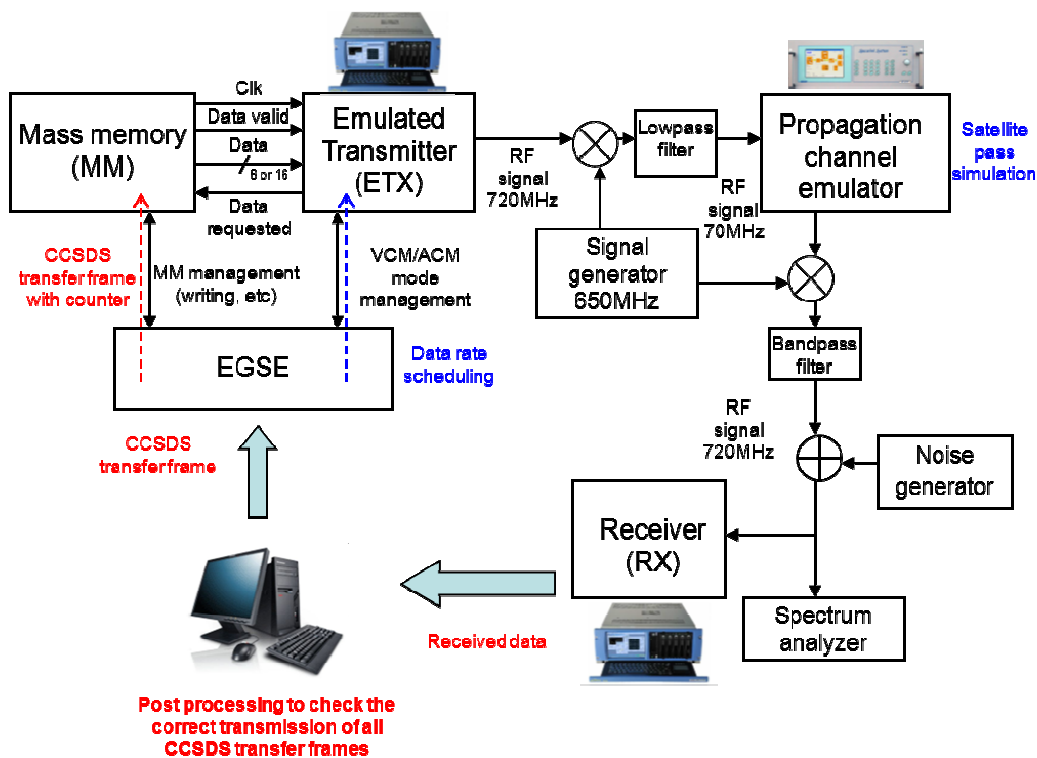 Clk
Data valid
Data
8 or 16
Data
requested
Mass memory
(MM)
Emulated
Transmitter
(ETX)
RF
signal
720MHz
Lowpass
filter
RF
signal
70MHz
Propagation
channel
emulator
Satellite
pass
simulation
Signal
generator
650MHz
CCSDS
transfer frame
with counter
MM management
(writing, etc)
VCM/ACM
mode
management
EGSE
Data rate
scheduling
Bandpass
filter
RF
signal
720MHz
Noise
generator
CCSDS
transfer frame
Receiver
(RX)
Spectrum
analyzer
Received data
Post processing to check the
correct transmission of all
CCSDS transfer frames